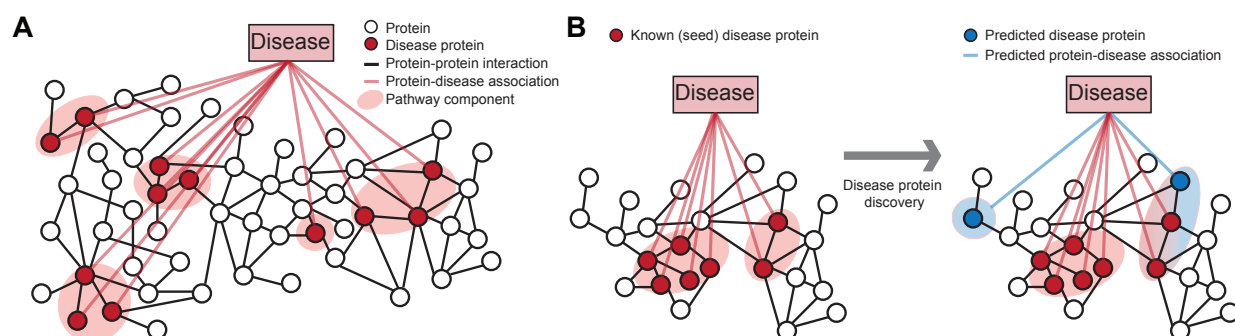 A
Disease
Protein
Disease protein
Protein-protein interaction
Protein-disease association
Pathway component
B
Known (seed) disease protein
Disease
Disease protein
discovery
Predicted disease protein
Predicted protein-disease association
Disease